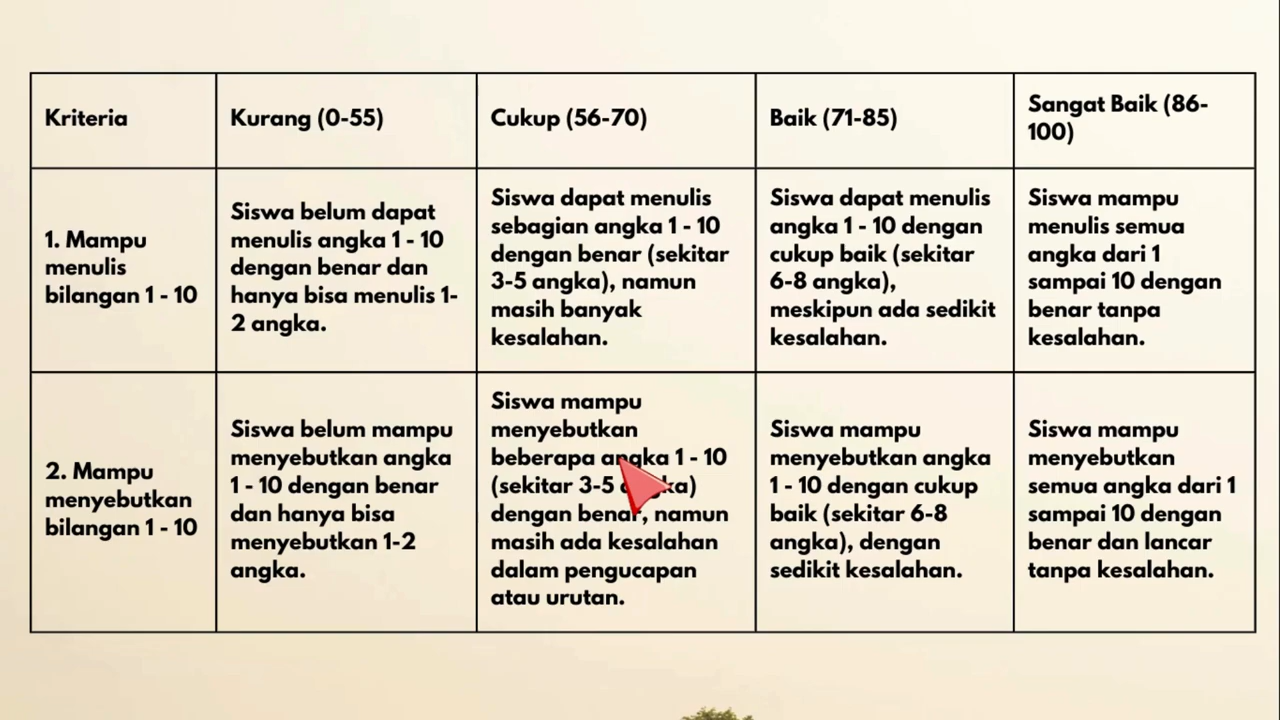 Kriteria
Kurang (0-55)
Cukup (56-70)
Baik (71-85)
Sangat Baik (86-
100)
1. Mampu
menulis
bilangan 1 - 10
Siswa belum dapat
menulis angka 1 - 10
dengan benar dan
hanya bisa menulis 1-
2 angka.
Siswa dapat menulis
sebagian angka 1 - 10
dengan benar (sekitar
3-5 angka), namun
masih banyak
kesalahan.
Siswa dapat menulis
angka 1 - 10 dengan
cukup baik (sekitar
6-8 angka),
meskipun ada sedikit
kesalahan.
Siswa mampu
menulis semua
angka dari 1
sampai 10 dengan
benar tanpa
kesalahan.
2. Mampu
menyebutkan
bilangan 1 - 10
Siswa belum mampu
menyebutkan angka
1 - 10 dengan benar
dan hanya bisa
menyebutkan 1-2
angka.
Siswa mampu
menyebutkan
beberapa angka 1 - 10
(sekitar 3-5 angka)
dengan benar, namun
masih ada kesalahan
dalam pengucapan
atau urutan.
Siswa mampu
menyebutkan angka
1 - 10 dengan cukup
baik (sekitar 6-8
angka), dengan
sedikit kesalahan.
Siswa mampu
menyebutkan
semua angka dari 1
sampai 10 dengan
benar dan lancar
tanpa kesalahan.